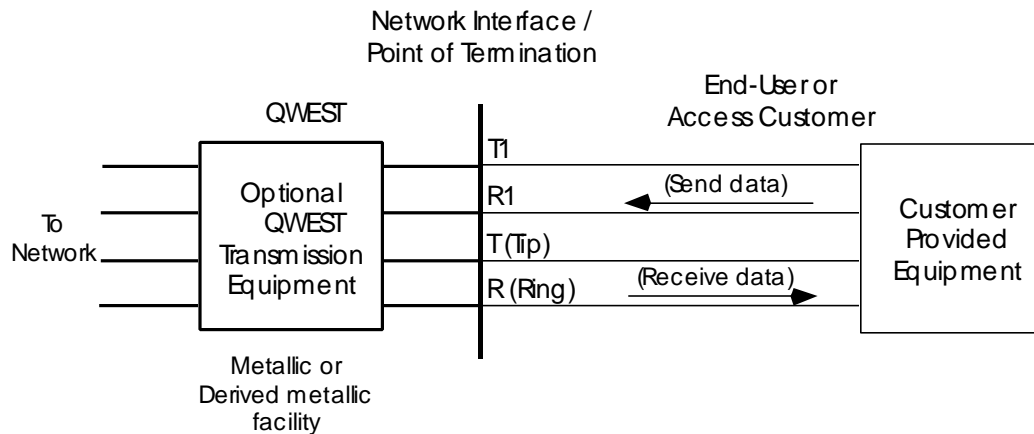 Network Interface /
Point of Termination
End-User or
Access Customer
QWEST
T1
R1
(Send data)
T (Tip)
R (Ring)
(Receive data)
To
Network
Optional
QWEST
Transmission
Equipment
Customer
Provided
Equipment
Metallic or
Derived metallic
facility